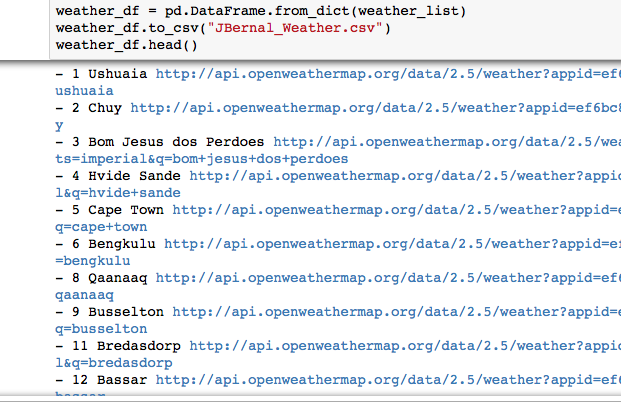 weather_df = pd.DataFrame.from_dict(weather_list)
weather_df.to_csv("JBernal_Weather.csv")
weather_df.head()
- 1 Ushuaia http://api.openweathermap.org/data/2.5/weather?appid=ef6
ushuaia
- 2 Chuy http://api.openweathermap.org/data/2.5/weather?appid=ef6bc8
y
- 3 Bom Jesus dos Perdoes http://api.openweathermap.org/data/2.5/wea
ts=imperial&q=bom+jesus+dos+perdoes
- 4 Hvide Sande http://api.openweathermap.org/data/2.5/weather?appid
l&q=hvide+sande
- 5 Cape Town http://api.openweathermap.org/data/2.5/weather?appid=e
q=cape+town
- 6 Bengkulu http://api.openweathermap.org/data/2.5/weather?appid=ef
=bengkulu
- 8 Qaanaaq http://api.openweathermap.org/data/2.5/weather?appid=ef6
qaanaaq
- 9 Busselton http://api.openweathermap.org/data/2.5/weather?appid=e
q=busselton
- 11 Bredasdorp http://api.openweathermap.org/data/2.5/weather?appid
l&q=bredasdorp
- 12 Bassar http://api.openweathermap.org/data/2.5/weather?appid=ef6